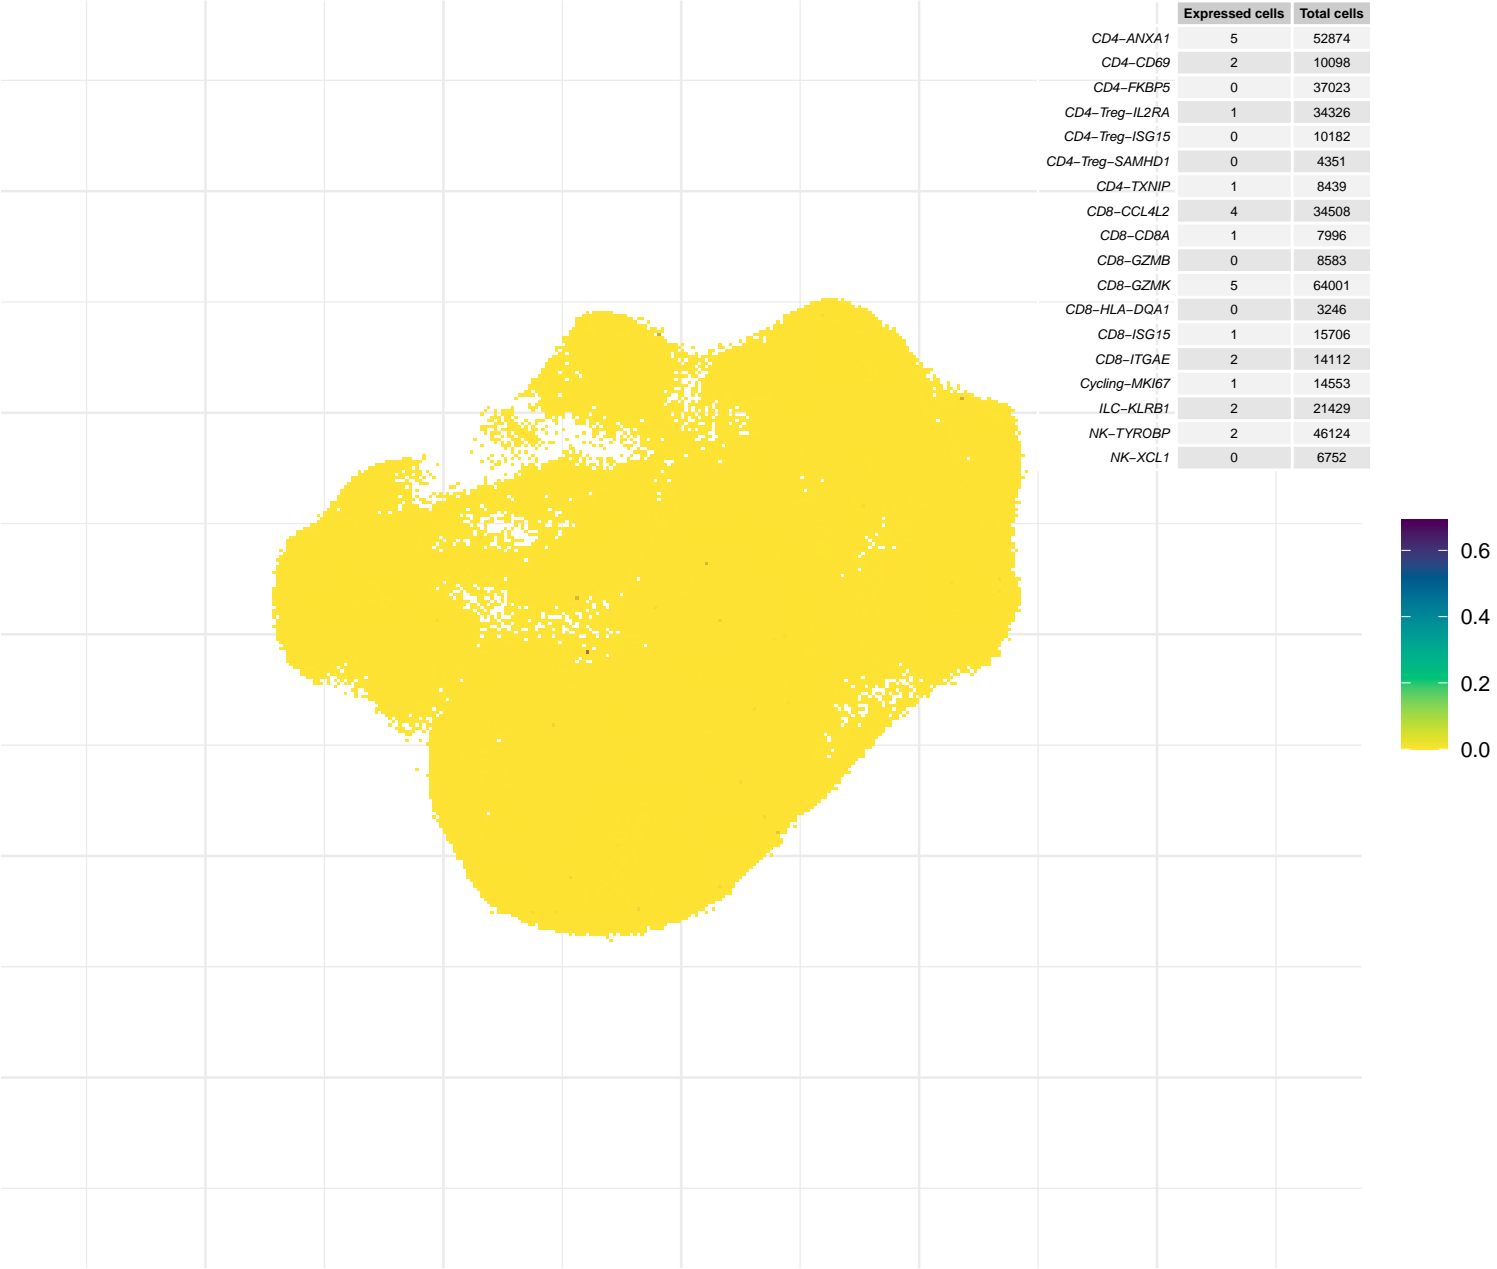 Expressed cells Total cells
CD4−ANXA1 5 52874
CD4−CD69 2 10098
CD4−FKBP5 0 37023
CD4−Treg−IL2RA 1 34326
CD4−Treg−ISG15 0 10182
CD4−Treg−SAMHD1 0 4351
CD4−TXNIP 1 8439
CD8−CCL4L2 4 34508
CD8−CD8A 1 7996
CD8−GZMB 0 8583
CD8−GZMK 5 64001
CD8−HLA−DQA1 0 3246
CD8−ISG15 1 15706
CD8−ITGAE 2 14112
Cycling−MKI67 1 14553
ILC−KLRB1 2 21429
NK−TYROBP 2 46124
NK−XCL1 0 6752
0.6
0.4
0.2
0.0